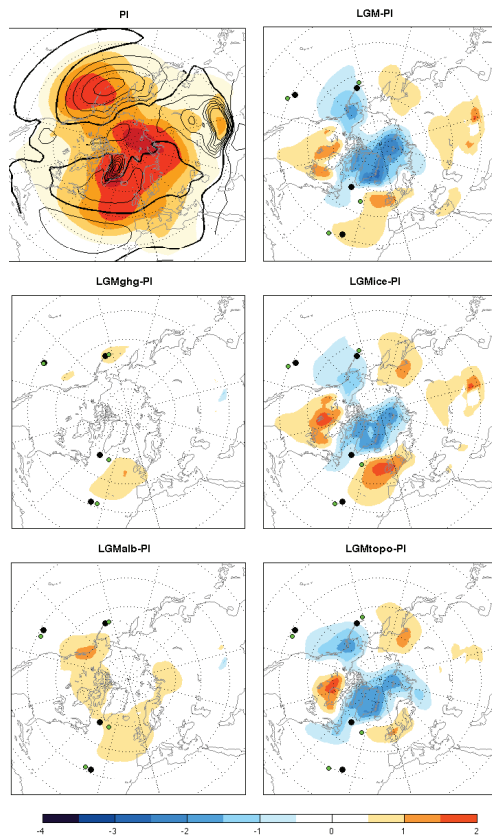 PI
LGM-PI
LGMghg-PI
LGMice-PI
LGMalb-PI
LGMtopo-PI
-4 -3 -2 -1 0 1 2